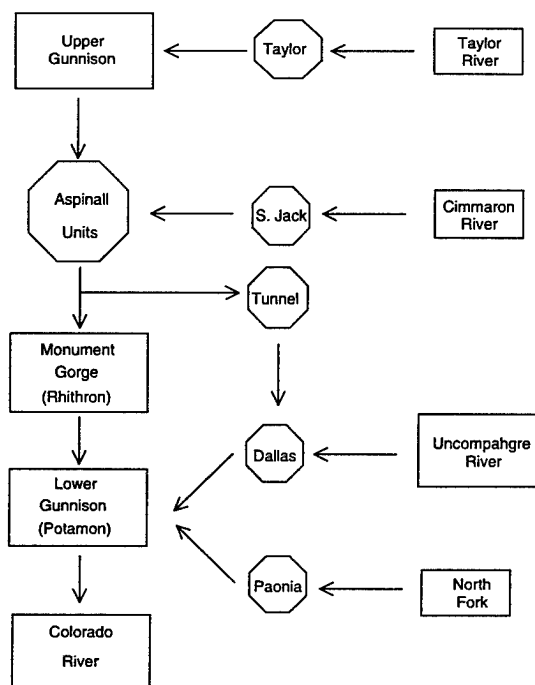 Upper
Gunnison
Taylor
Taylor
River
Aspinall
Units
S. Jack
Cimmaron
River
Tunnel
Monument
Gorge
(Rhithron)
Dallas
Uncompahgre
River
Lower
Gunnison
(Potamon)
Paonia
North
Fork
Colorado
River